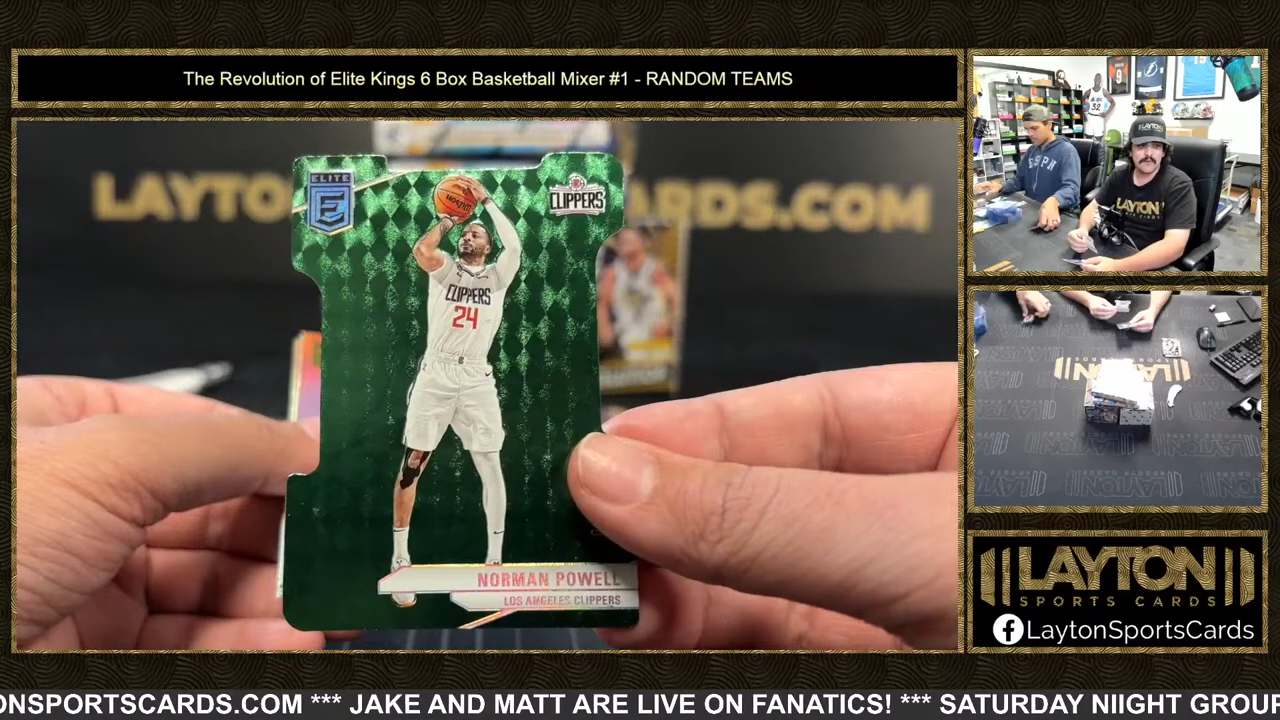 The Revolution of Elite Kings 6 Box Basketball Mixer #1 - RANDOM TEAMS
LAYTO
RDS.COM
ELITE
E
CLIPPERS
CLIPPERS
24
NORMAN POWELL
LOS ANGELES CLIPPERS
LAYTON
LAYTON
SPORTS CARDS
LaytonSportsCards
ONSPORTSCARDS.COM *** JAKE AND MATT ARE LIVE ON FANATICS! *** SATURDAY NIIGHT GROUP